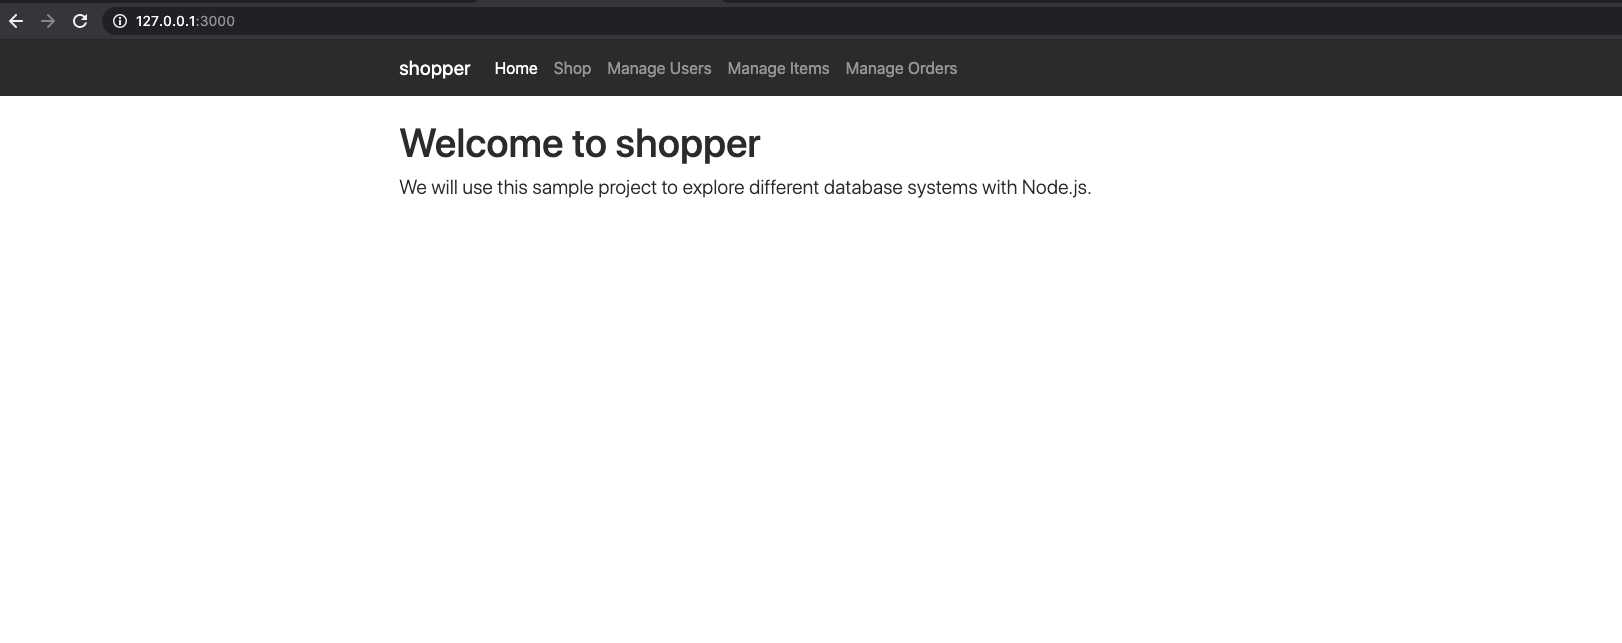 127.0.0.1:3000
shopper Home Shop Manage Users Manage Items Manage Orders
Welcome to shopper
We will use this sample project to explore different database systems with Node.js.